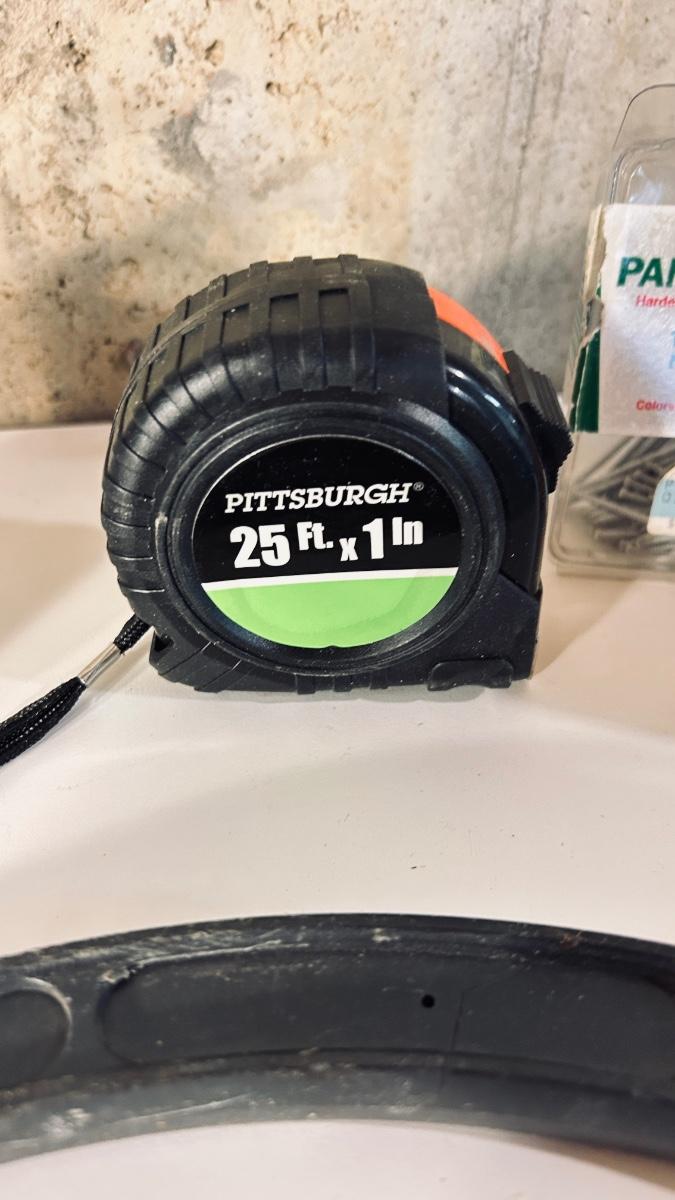 PITTSBURGH®
25 Ft. x 1 In
PA
Harde
Colors